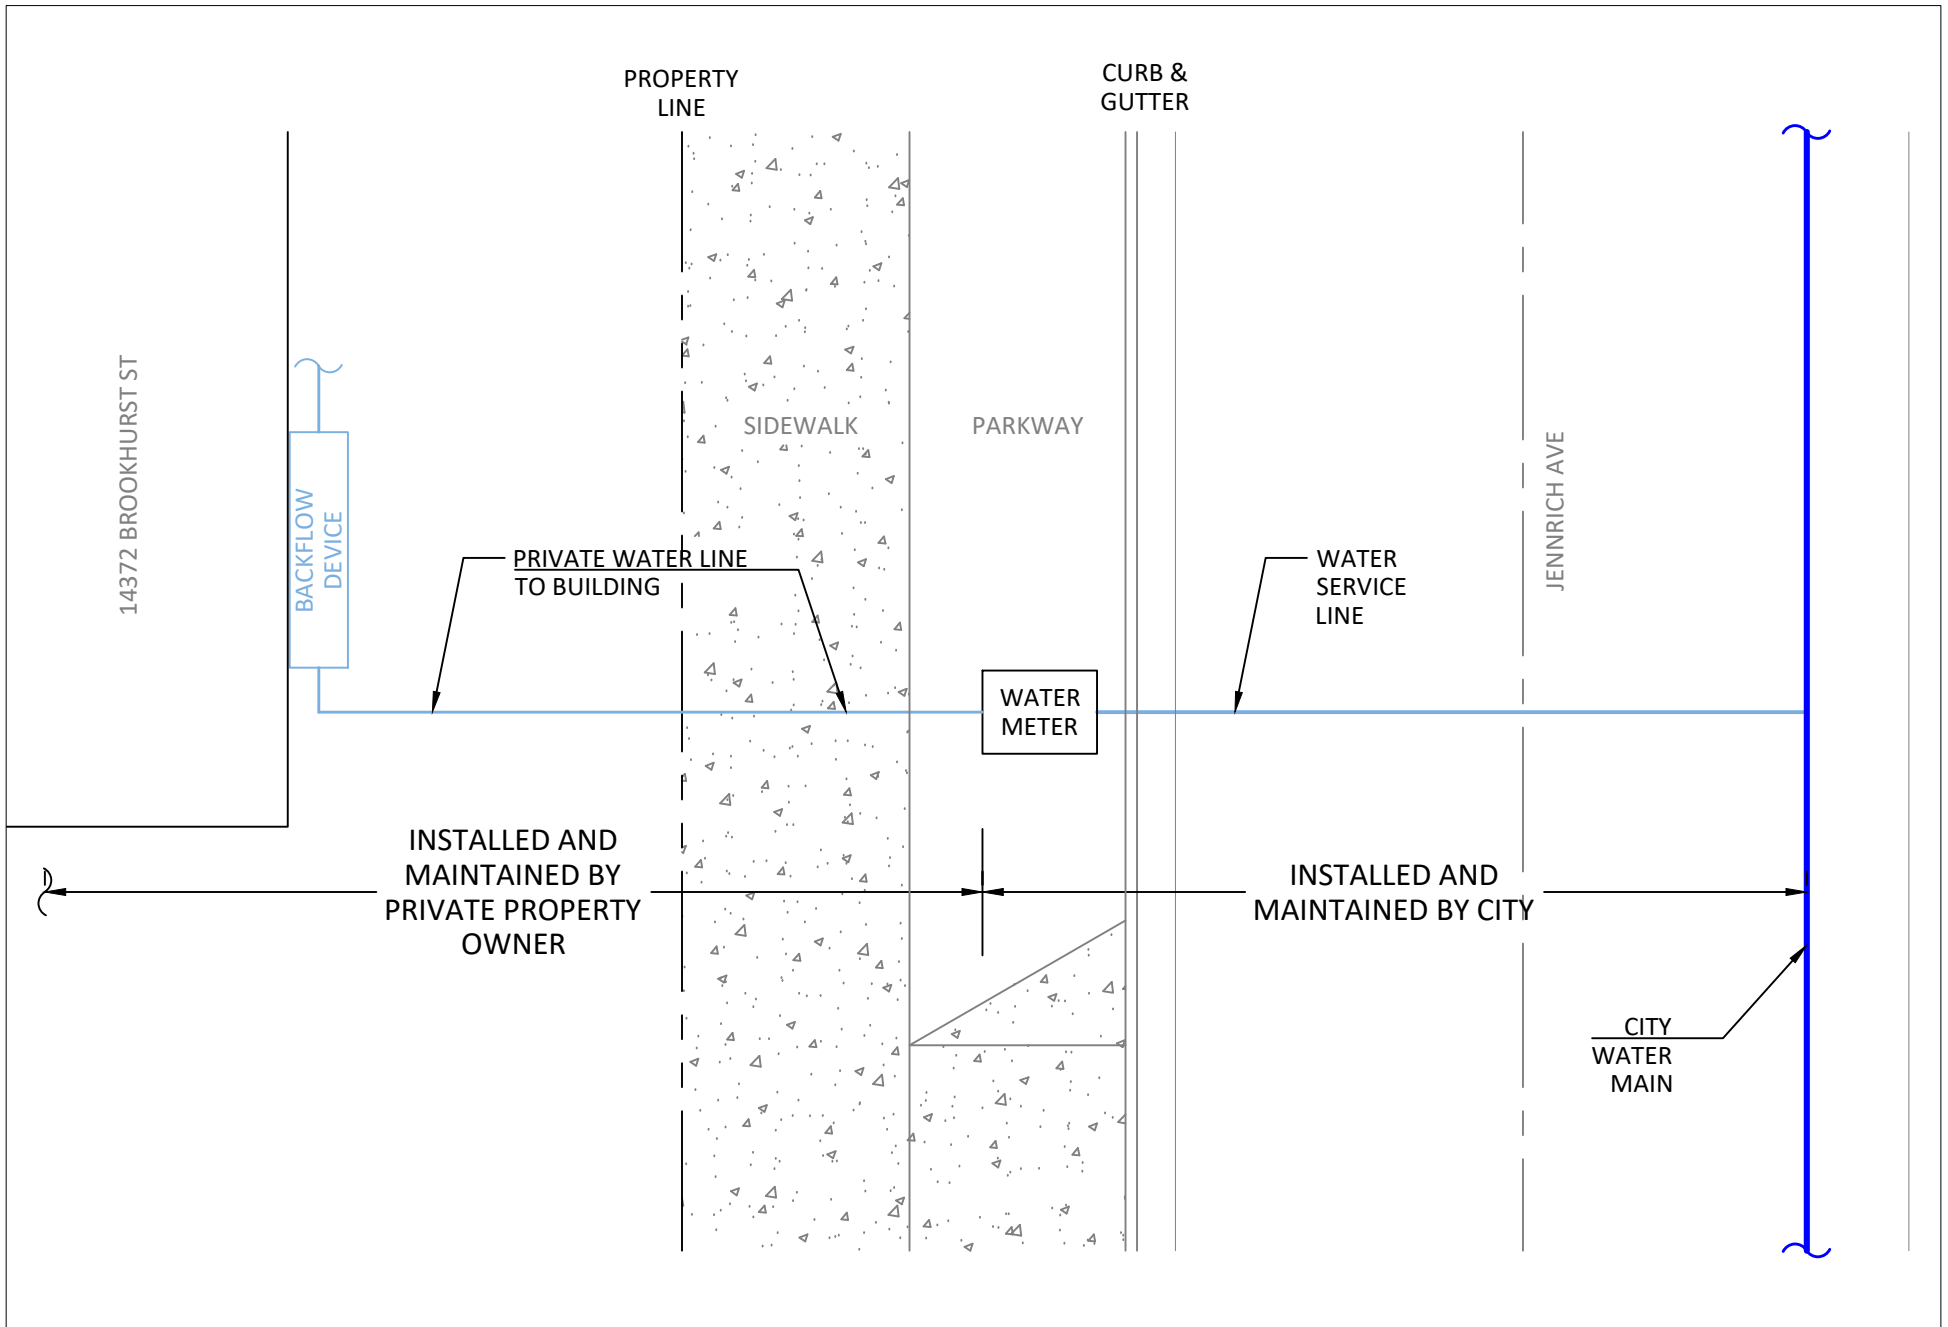 PROPERTY
LINE
CURB &
GUTTER
14372 BROOKHURST ST
BACKFLOW
DEVICE
SIDEWALK
PARKWAY
JENNRICH AVE
PRIVATE WATER LINE
TO BUILDING
WATER
SERVICE
LINE
WATER
METER
INSTALLED AND
MAINTAINED BY
PRIVATE PROPERTY
OWNER
INSTALLED AND
MAINTAINED BY CITY
CITY
WATER
MAIN